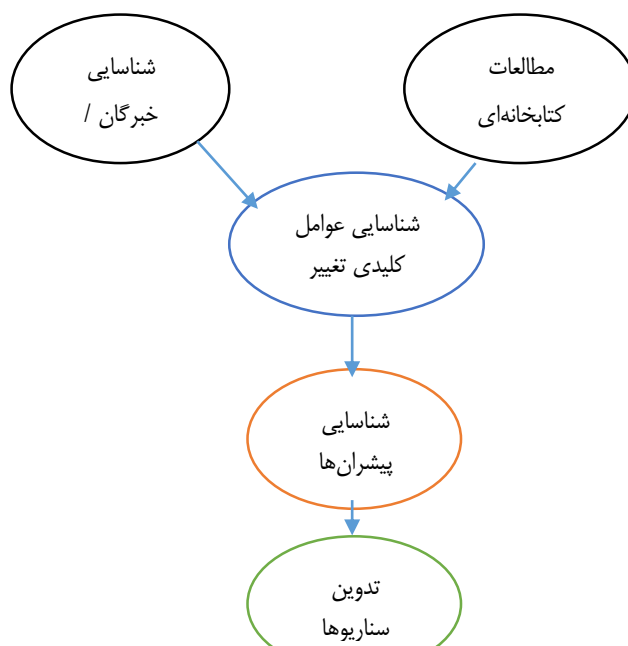 مطالعات
کتابخانه‌ای
شناسایی
خبرگان /
شناسایی عوامل
کلیدی تغییر
شناسایی
پیشران‌ها
تدوین
سناریوها